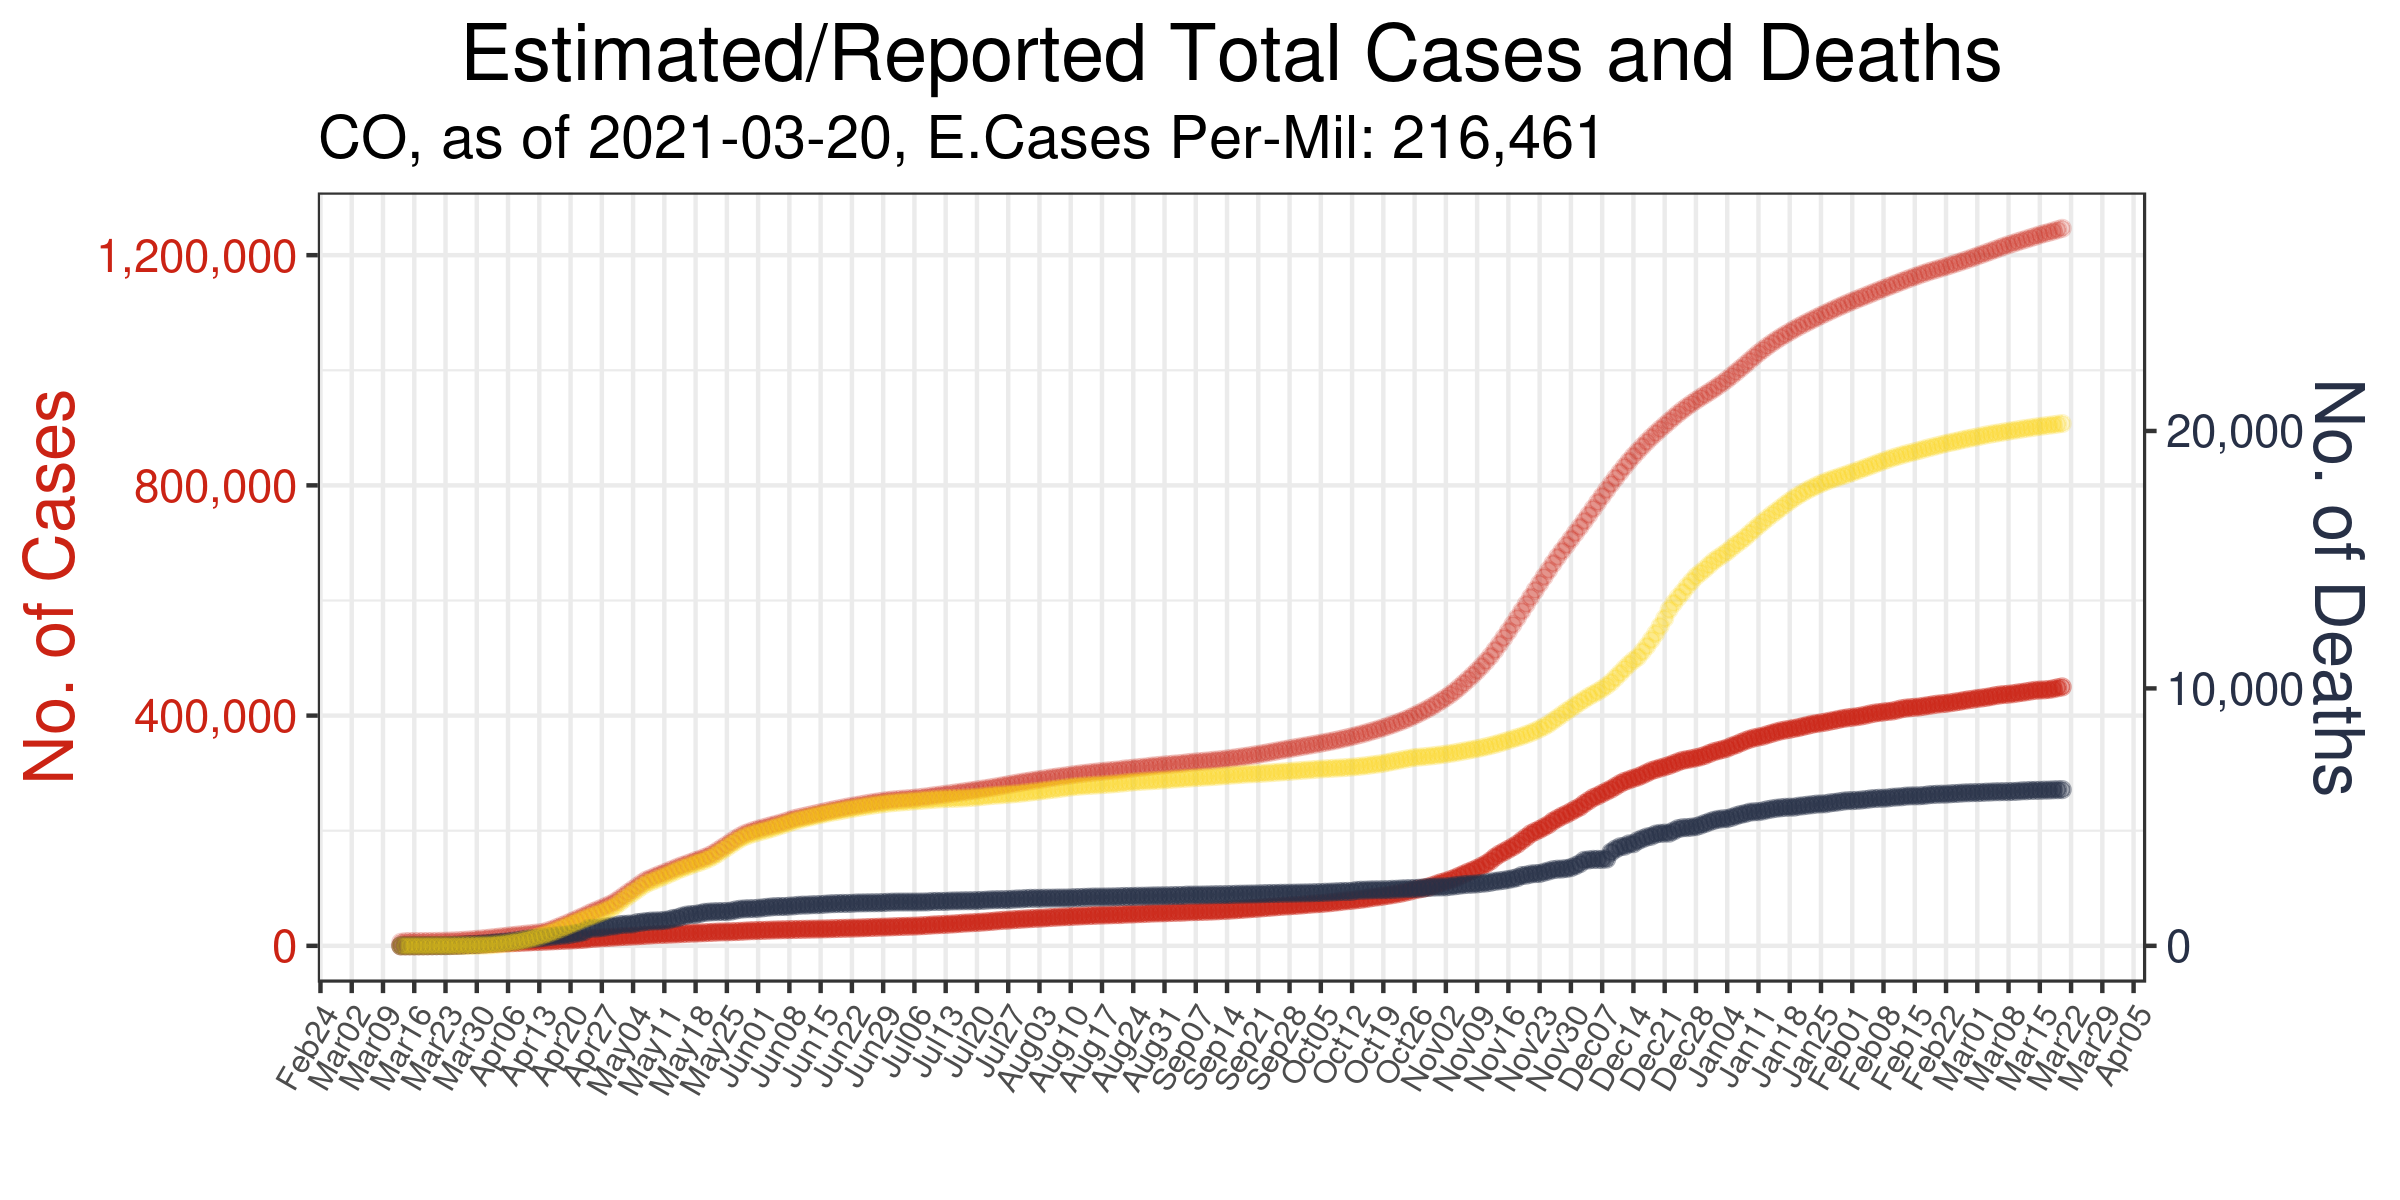 Estimated/Reported Total Cases and Deaths
CO, as of 2021-03-20, E.Cases Per-Mil: 216,461
No. of Cases
1,200,000
800,000
400,000
0
20,000
10,000
0
No. of Deaths
Feb24
Mar02
Mar09
Mar16
Mar23
Mar30
Apr06
Apr13
Apr20
Apr27
May04
May11
May18
May25
Jun01
Jun08
Jun15
Jun22
Jun29
Jul06
Jul13
Jul20
Jul27
Aug03
Aug10
Aug17
Aug24
Aug31
Sep07
Sep14
Sep21
Sep28
Oct05
Oct12
Oct19
Oct26
Nov02
Nov09
Nov16
Nov23
Nov30
Dec07
Dec14
Dec21
Dec28
Jan04
Jan11
Jan18
Jan25
Feb01
Feb08
Feb15
Feb22
Mar01
Mar08
Mar15
Mar22
Mar29
Apr05